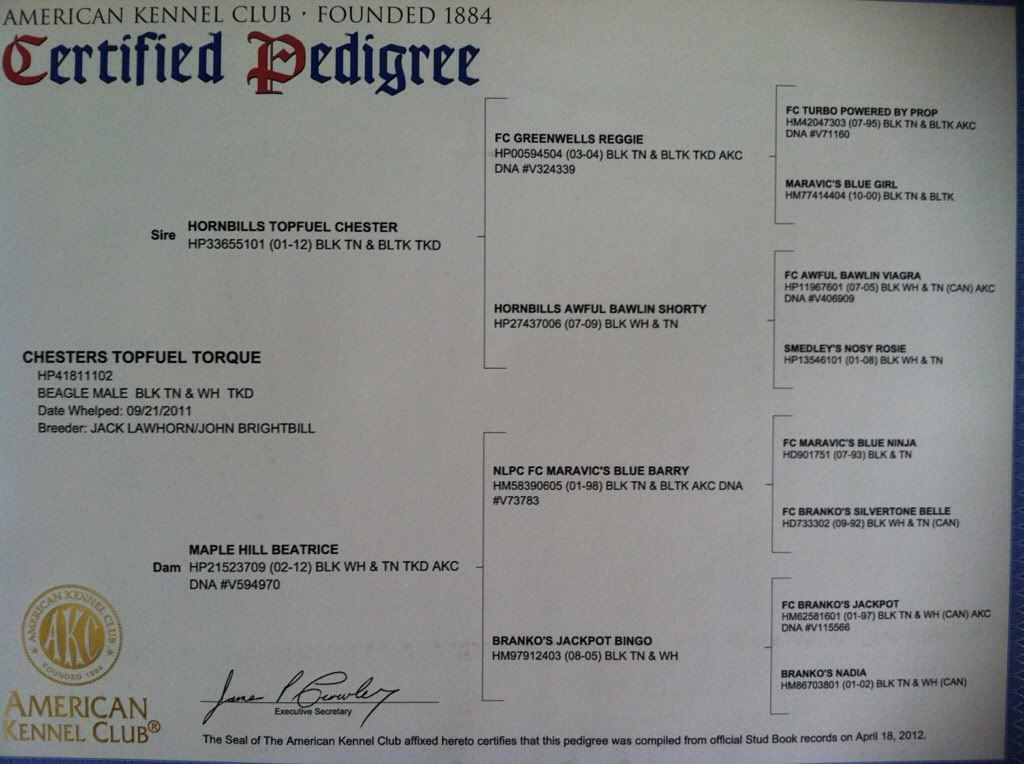 AMERICAN KENNEL CLUB · FOUNDED 1884
Certified Pedigree
CHESTERS TOPFUEL TORQUE
HP41811102
BEAGLE MALE BLK TN & WH TKD
Date Whelped: 09/21/2011
Breeder: JACK LAWHORN/JOHN BRIGHTBILL
Sire
HORNBILLS TOPFUEL CHESTER
HP33655101 (01-12) BLK TN & BLTK TKD
Dam
MAPLE HILL BEATRICE
HP21523709 (02-12) BLK WH & TN TKD AKC
DNA #V594970
FC GREENWELLS REGGIE
HP00594504 (03-04) BLK TN & BLTK TKD AKC
DNA #V324339
HORNBILLS AWFUL BAWLIN SHORTY
HP27437006 (07-09) BLK WH & TN
NLPC FC MARAVIC'S BLUE BARRY
HM58390605 (01-98) BLK TN & BLTK AKC DNA
#V73783
BRANKO'S JACKPOT BINGO
HM97912403 (08-05) BLK TN & WH
FC TURBO POWERED BY PROP
HM42047303 (07-95) BLK TN & BLTK AKC
DNA #V71160
MARAVIC'S BLUE GIRL
HM77414404 (10-00) BLK TN & BLTK
FC AWFUL BAWLIN VIAGRA
HP11967601 (07-05) BLK WH & TN (CAN) AKC
DNA #V406909
SMEDLEY'S NOSY ROSIE
HP13546101 (01-08) BLK WH & TN
FC MARAVIC'S BLUE NINJA
HD901751 (07-93) BLK & TN
FC BRANKO'S SILVERTONE BELLE
HD733302 (09-92) BLK WH & TN (CAN)
FC BRANKO'S JACKPOT
HM62581601 (01-97) BLK TN & WH (CAN) AKC
DNA #V115566
BRANKO'S NADIA
HM86703801 (01-02) BLK TN & WH (CAN)
AMERICAN KENNEL CLUB
AKC
FOUNDED 1884
AMERICAN
KENNEL CLUB®
James P Crowley
Executive Secretary
The Seal of The American Kennel Club affixed hereto certifies that this pedigree was compiled from official Stud Book records on April 18, 2012.